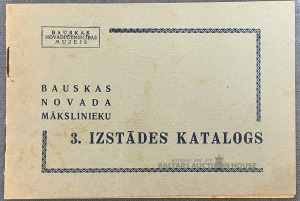 BAUSKAS
NOVADPĒTNIECĪBAS
MUZEJS
BAUSKAS
NOVADA
MĀKSLINIEKU
3. IZSTĀDES KATALOGS
BALTARS AUCTION HOUSE